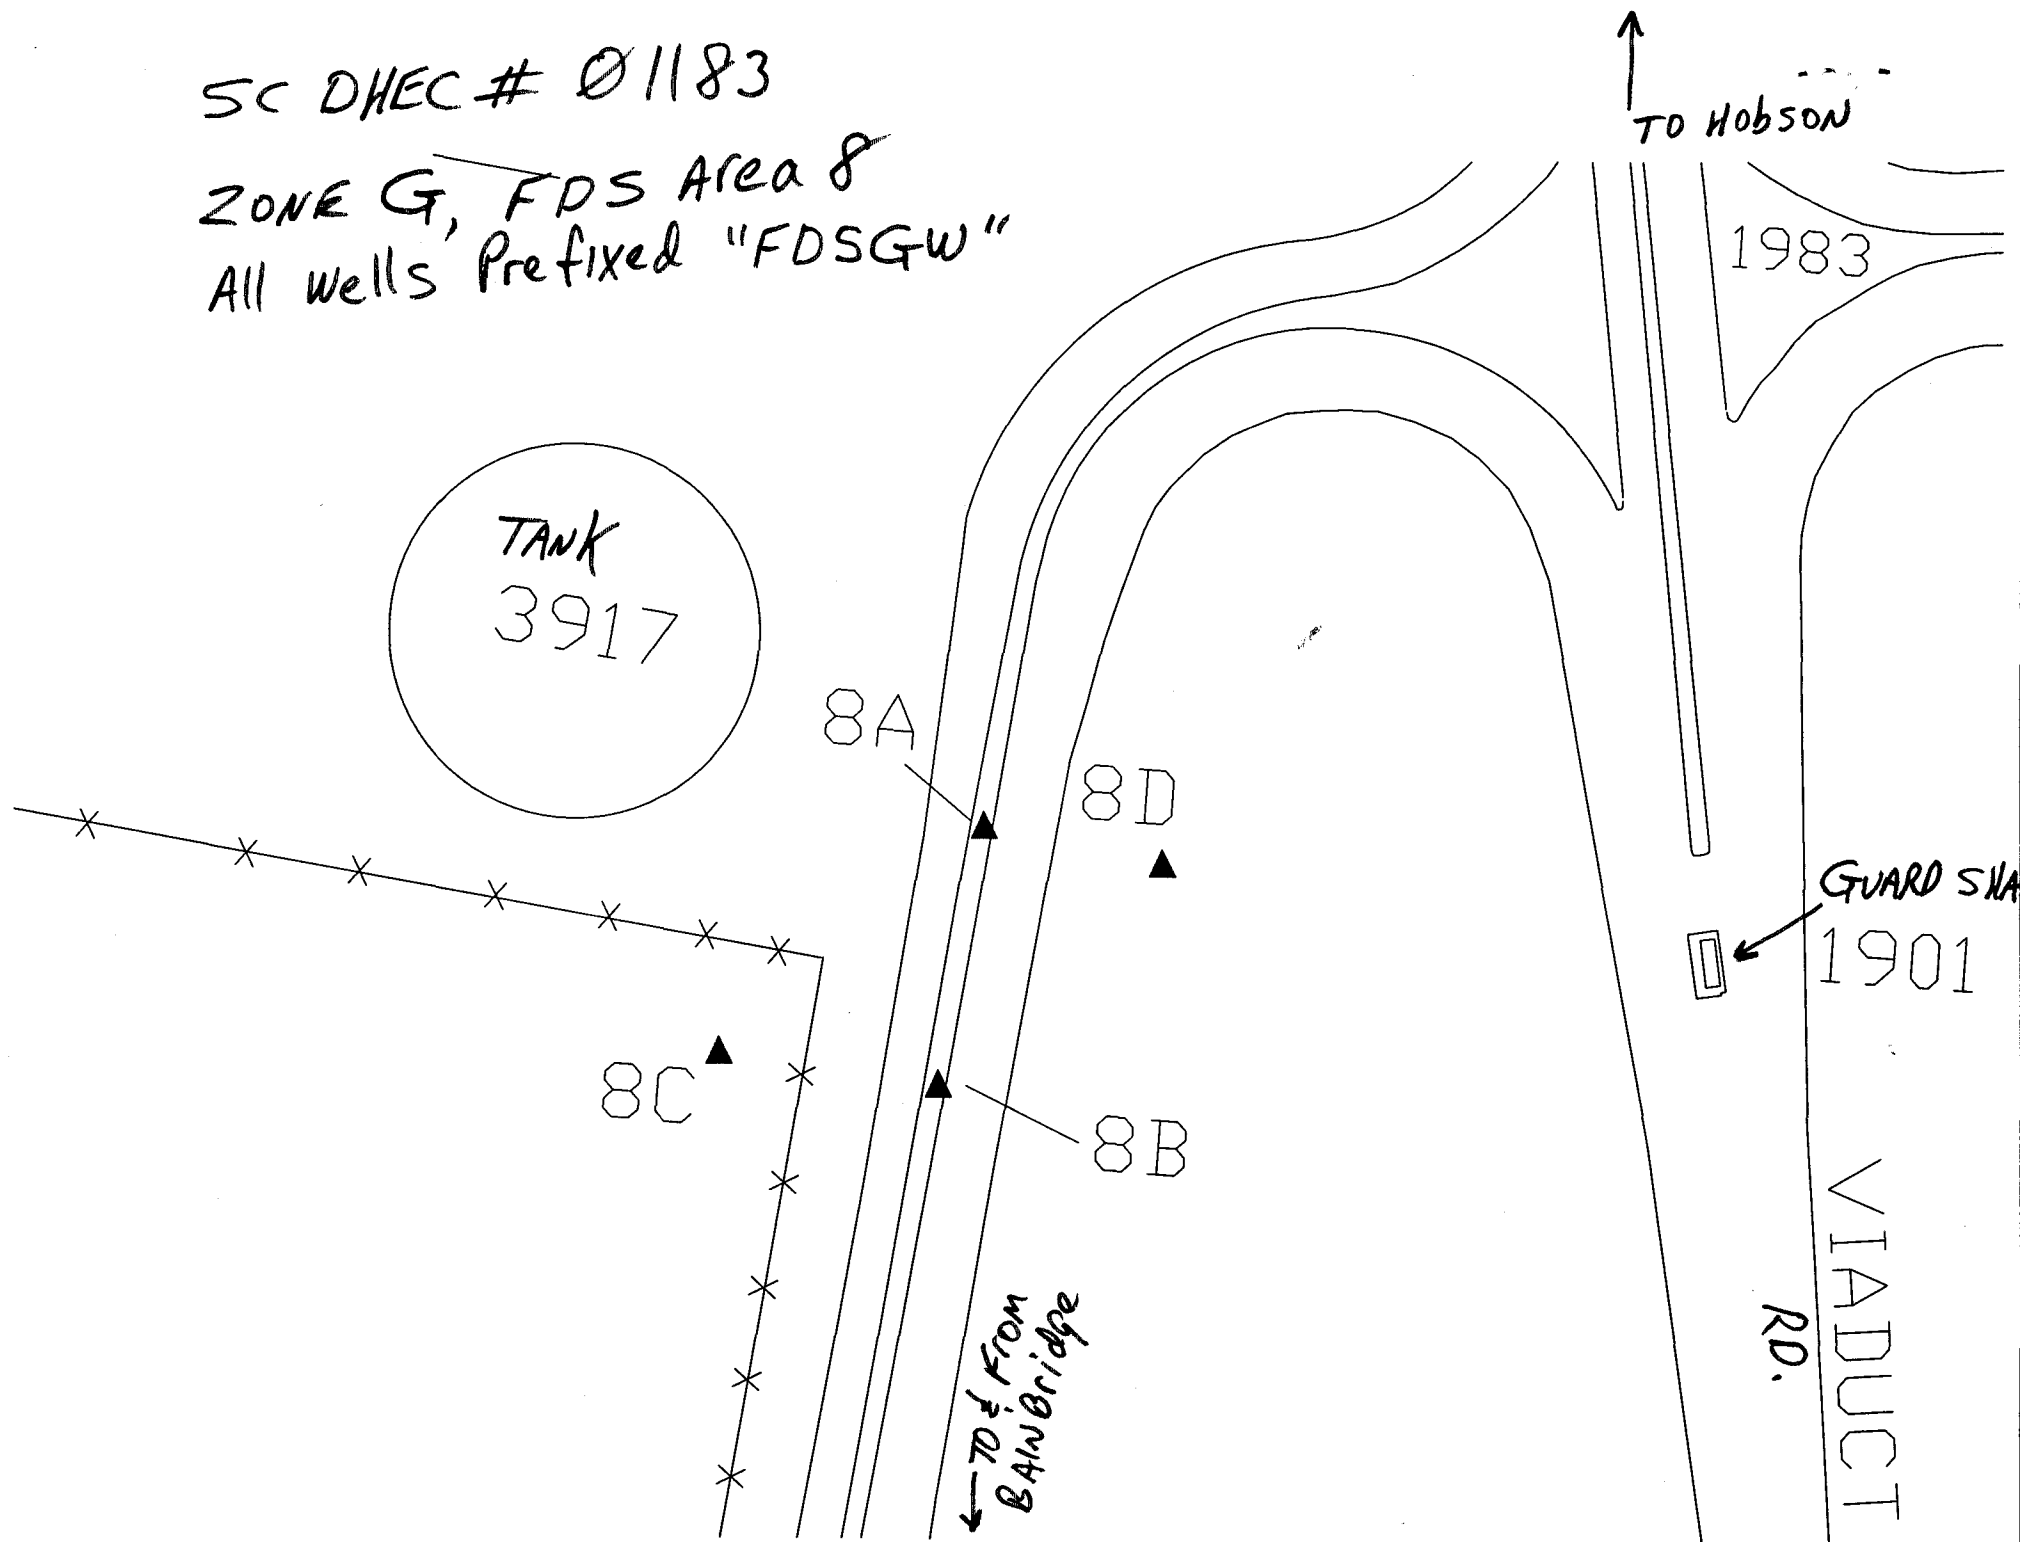 SC DHEC # Ø1183
ZONE G, FDS Area 8
All wells Prefixed "FDSGW"
TO HobSON
1983
TANK
3917
8A
8D
GUARD SHA
1901
8C
8B
TO & FROM
BAINBridge
VIADUCT
RD.